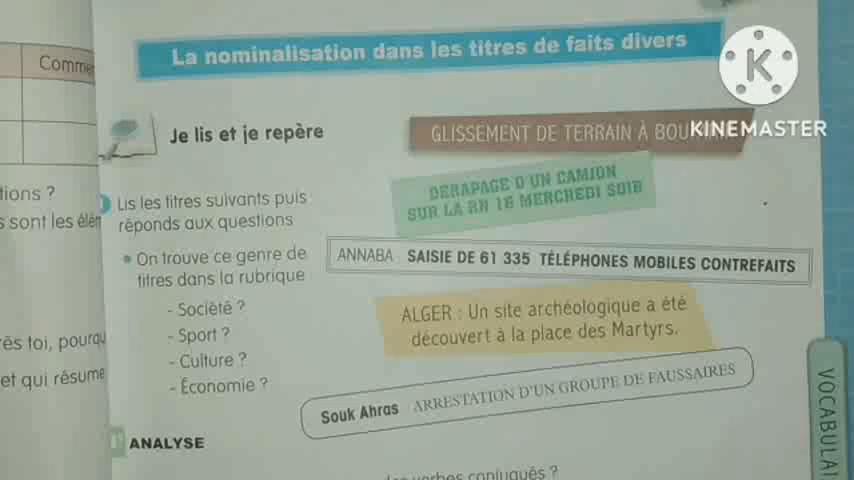 La nominalisation dans les titres de faits divers
Comme
KINEMASTER
Je lis et je repère
GLISSEMENT DE TERRAIN À
Lis les titres suivants puis
réponds aux questions
DÉRAPAGE D'UN CAMION
SUR LA RN 16 MERCREDI SOIR
tions ?
s sont les élém
On trouve ce genre de
titres dans la rubrique
- Société ?
- Sport ?
- Culture ?
- Économie ?
ANNABA SAISIE DE 61 335 TÉLÉPHONES MOBILES CONTREFAITS
ALGER : Un site archéologique a été
découvert à la place des Martyrs.
rés toi, pourqu
et qui résume
Souk Ahras ARRESTATION D'UN GROUPE DE FAUSSAIRES
ANALYSE
verbes conjugués ?
VOCABULAI